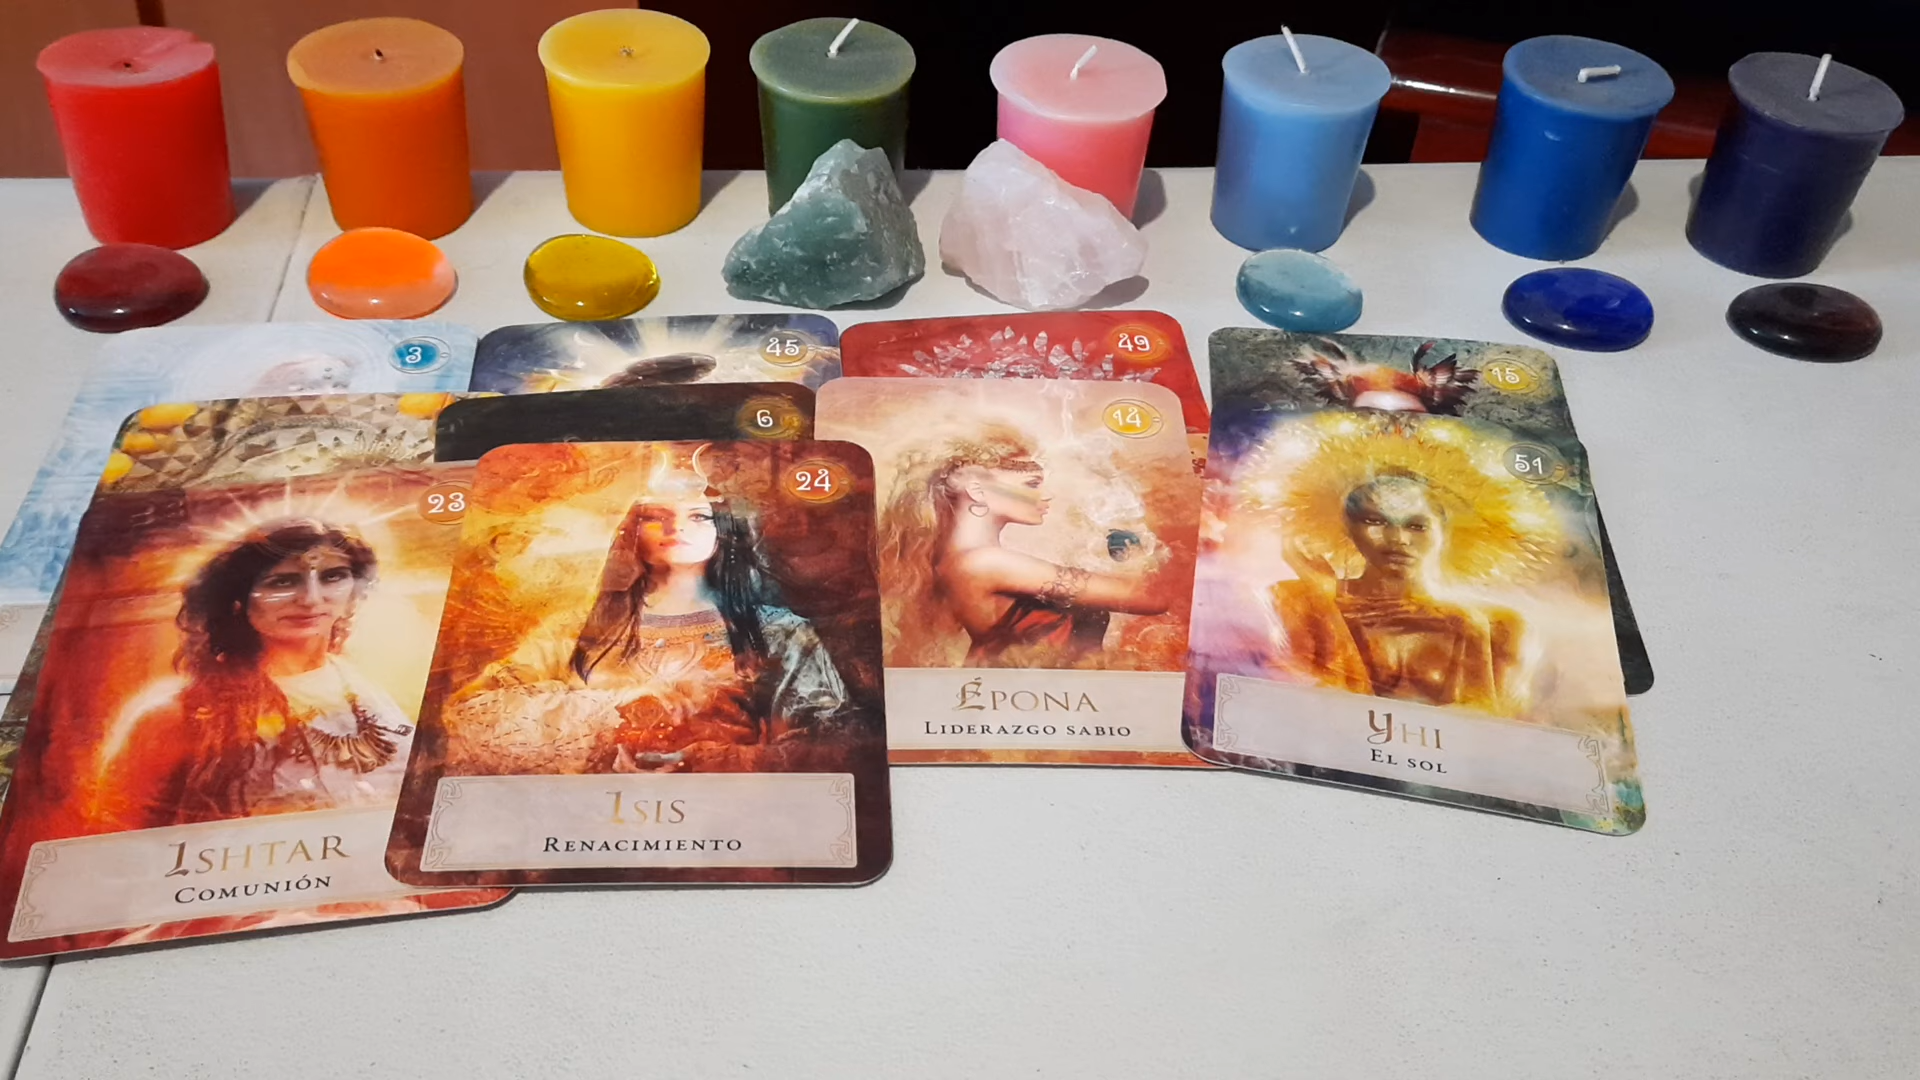 3
45
49
15
6
14
51
23
24
ÉPONA
LIDERAZGO SABIO
YHI
EL SOL
ISIS
RENACIMIENTO
ISHTAR
COMUNIÓN